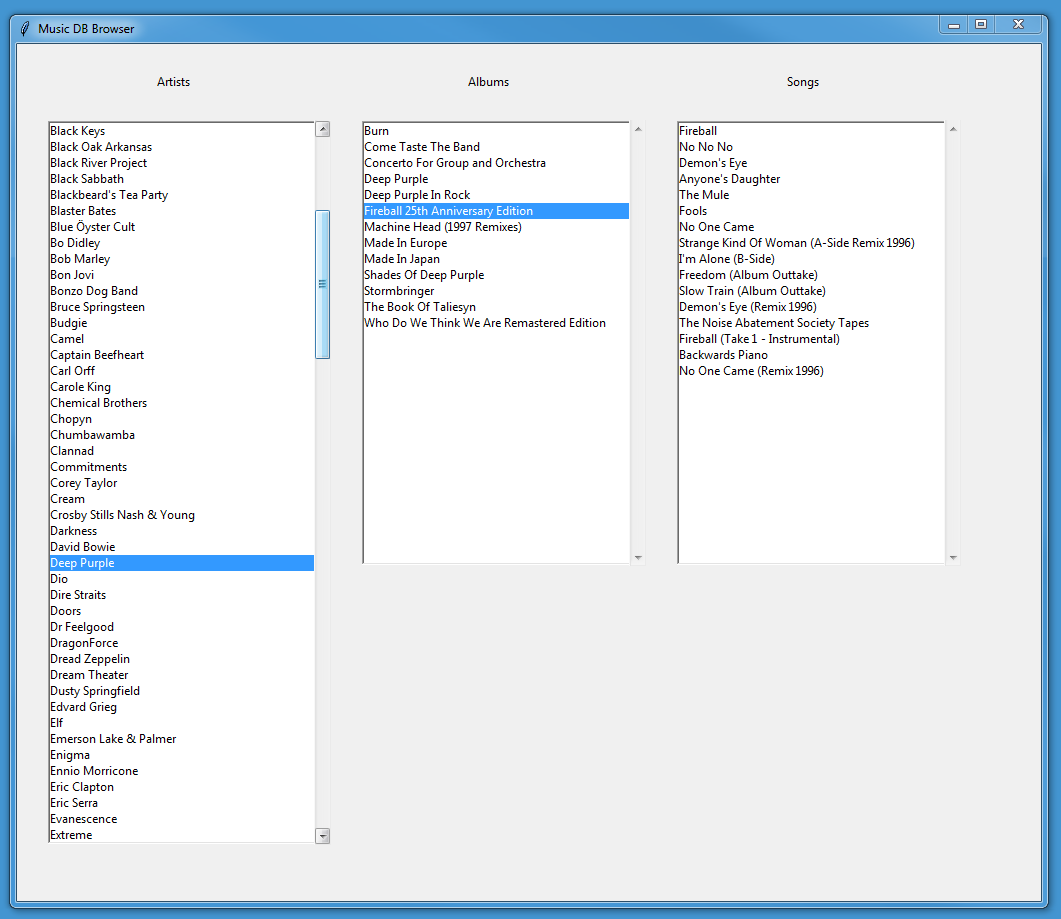 Music DB Browser
Artists
Albums
Songs
Black Keys
Black Oak Arkansas
Black River Project
Black Sabbath
Blackbeard's Tea Party
Blaster Bates
Blue Öyster Cult
Bo Didley
Bob Marley
Bon Jovi
Bonzo Dog Band
Bruce Springsteen
Budgie
Camel
Captain Beefheart
Carl Orff
Carole King
Chemical Brothers
Chopyn
Chumbawamba
Clannad
Commitments
Corey Taylor
Cream
Crosby Stills Nash & Young
Darkness
David Bowie
Deep Purple
Dio
Dire Straits
Doors
Dr Feelgood
DragonForce
Dread Zeppelin
Dream Theater
Dusty Springfield
Edvard Grieg
Elf
Emerson Lake & Palmer
Enigma
Ennio Morricone
Eric Clapton
Eric Serra
Evanescence
Extreme
Burn
Come Taste The Band
Concerto For Group and Orchestra
Deep Purple
Deep Purple In Rock
Fireball 25th Anniversary Edition
Machine Head (1997 Remixes)
Made In Europe
Made In Japan
Shades Of Deep Purple
Stormbringer
The Book Of Taliesyn
Who Do We Think We Are Remastered Edition
Fireball
No No No
Demon's Eye
Anyone's Daughter
The Mule
Fools
No One Came
Strange Kind Of Woman (A-Side Remix 1996)
I'm Alone (B-Side)
Freedom (Album Outtake)
Slow Train (Album Outtake)
Demon's Eye (Remix 1996)
The Noise Abatement Society Tapes
Fireball (Take 1 - Instrumental)
Backwards Piano
No One Came (Remix 1996)